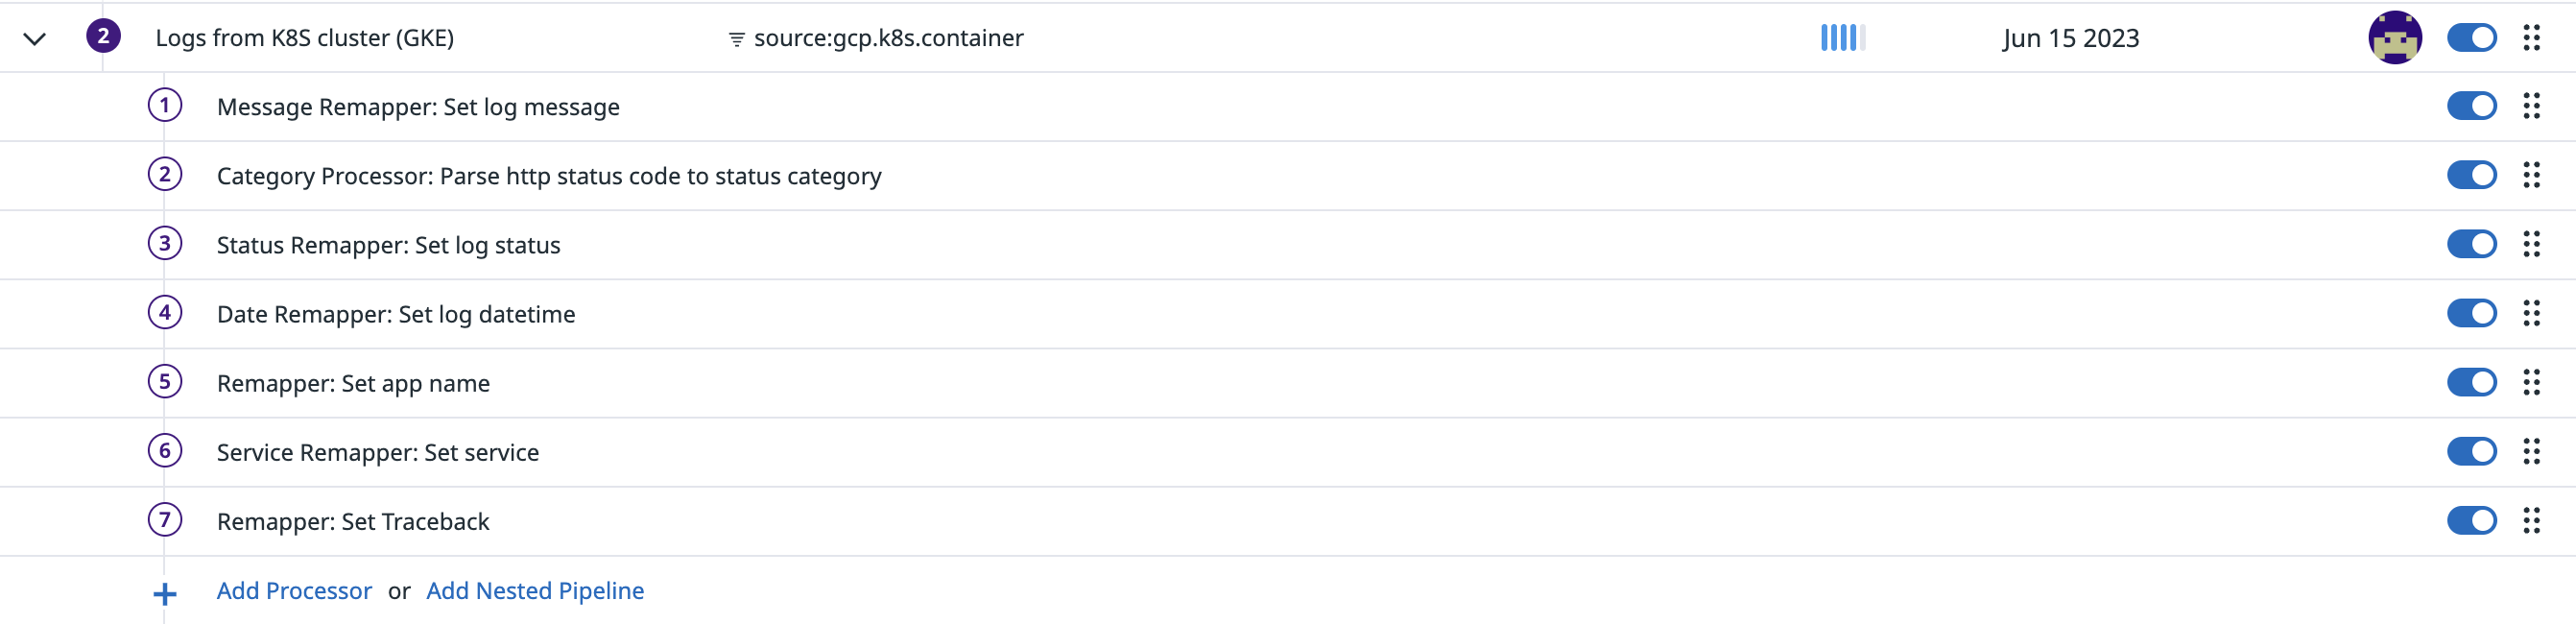 2 Logs from K8S cluster (GKE) source:gcp.k8s.container Jun 15 2023
1 Message Remapper: Set log message
2 Category Processor: Parse http status code to status category
3 Status Remapper: Set log status
4 Date Remapper: Set log datetime
5 Remapper: Set app name
6 Service Remapper: Set service
7 Remapper: Set Traceback
+ Add Processor or Add Nested Pipeline